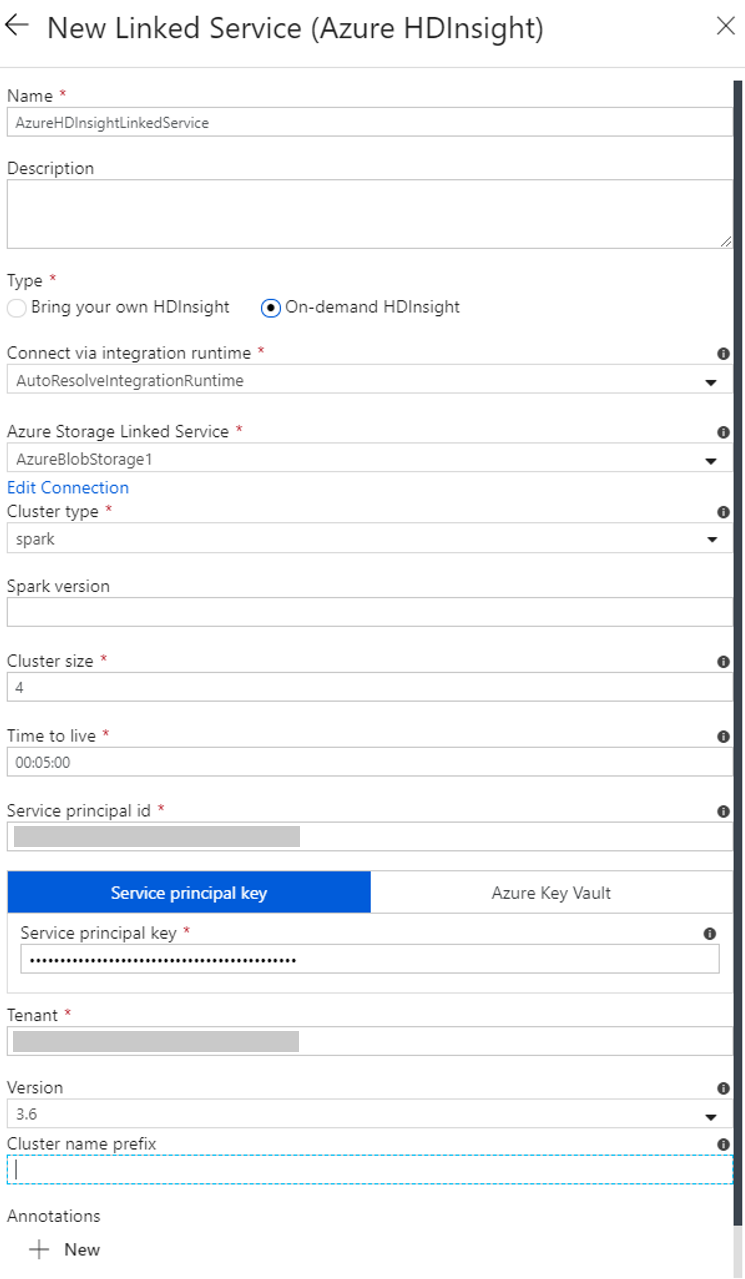 New Linked Service (Azure HDInsight)
Name *
AzureHDInsightLinkedService
Description
Type *
Bring your own HDInsight On-demand HDInsight
Connect via integration runtime *
AutoResolveIntegrationRuntime
Azure Storage Linked Service *
AzureBlobStorage1
Edit Connection
Cluster type *
spark
Spark version
Cluster size *
4
Time to live *
00:05:00
Service principal id *
Service principal key Azure Key Vault
Service principal key *
Tenant *
Version
3.6
Cluster name prefix
Annotations
New